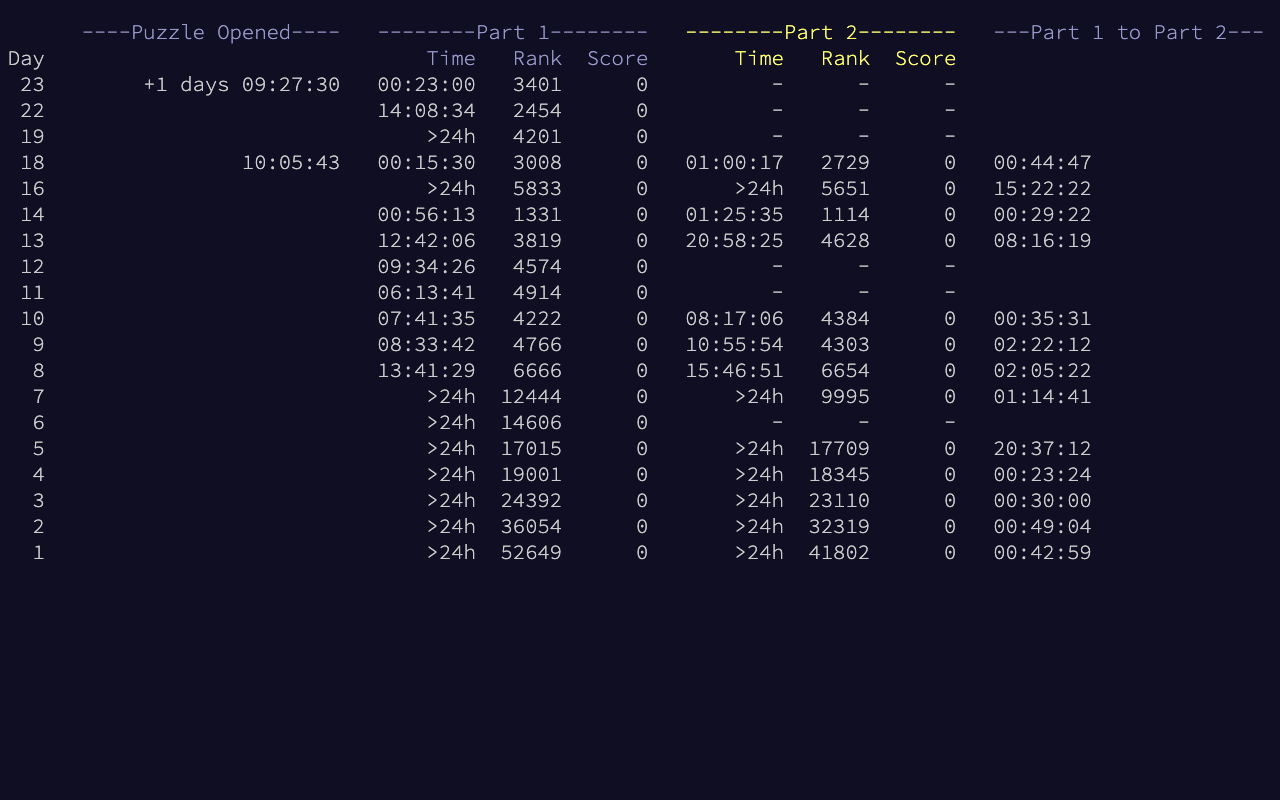 ----Puzzle Opened---- --------Part 1-------- --------Part 2-------- ---Part 1 to Part 2---
Day Time Rank Score Time Rank Score
23 +1 days 09:27:30 00:23:00 3401 0 - - -
22 14:08:34 2454 0 - - -
19 >24h 4201 0 - - -
18 10:05:43 00:15:30 3008 0 01:00:17 2729 0 00:44:47
16 >24h 5833 0 >24h 5651 0 15:22:22
14 00:56:13 1331 0 01:25:35 1114 0 00:29:22
13 12:42:06 3819 0 20:58:25 4628 0 08:16:19
12 09:34:26 4574 0 - - -
11 06:13:41 4914 0 - - -
10 07:41:35 4222 0 08:17:06 4384 0 00:35:31
9 08:33:42 4766 0 10:55:54 4303 0 02:22:12
8 13:41:29 6666 0 15:46:51 6654 0 02:05:22
7 >24h 12444 0 >24h 9995 0 01:14:41
6 >24h 14606 0 - - -
5 >24h 17015 0 >24h 17709 0 20:37:12
4 >24h 19001 0 >24h 18345 0 00:23:24
3 >24h 24392 0 >24h 23110 0 00:30:00
2 >24h 36054 0 >24h 32319 0 00:49:04
1 >24h 52649 0 >24h 41802 0 00:42:59